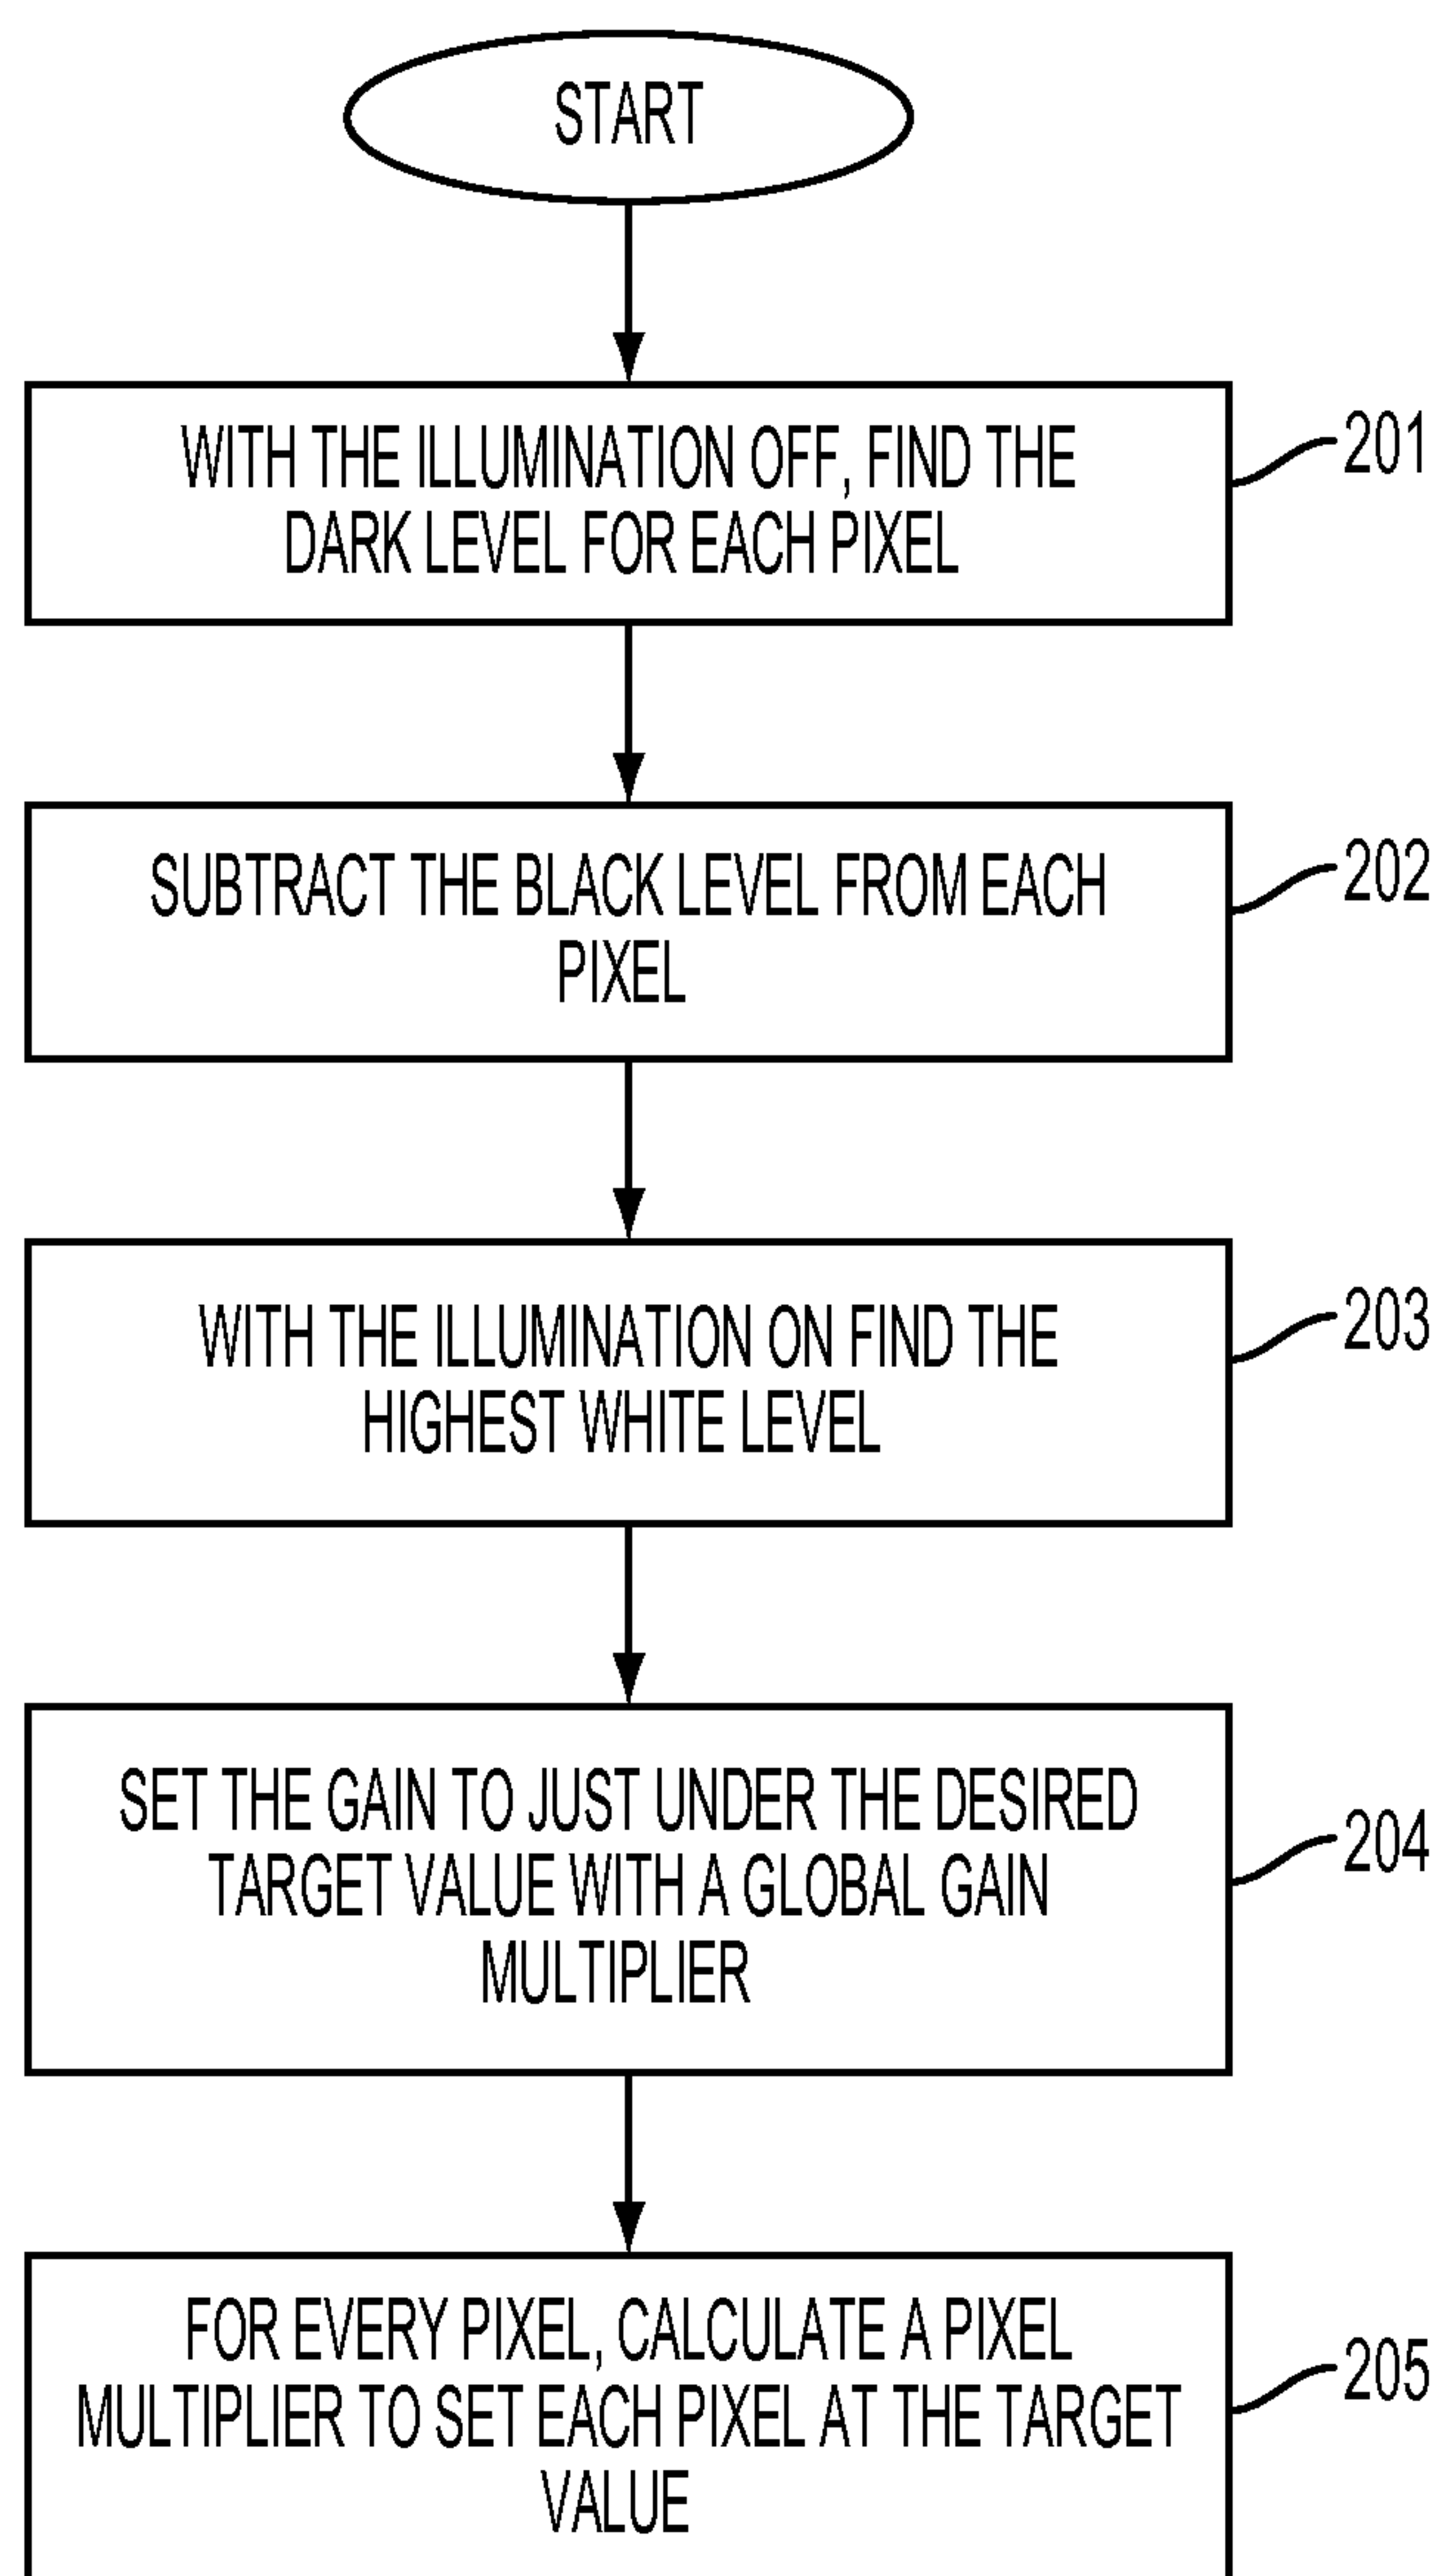 START
WITH THE ILLUMINATION OFF, FIND THE
DARK LEVEL FOR EACH PIXEL
201
SUBTRACT THE BLACK LEVEL FROM EACH
PIXEL
202
WITH THE ILLUMINATION ON FIND THE
HIGHEST WHITE LEVEL
203
SET THE GAIN TO JUST UNDER THE DESIRED
TARGET VALUE WITH A GLOBAL GAIN
MULTIPLIER
204
FOR EVERY PIXEL, CALCULATE A PIXEL
MULTIPLIER TO SET EACH PIXEL AT THE TARGET
VALUE
205